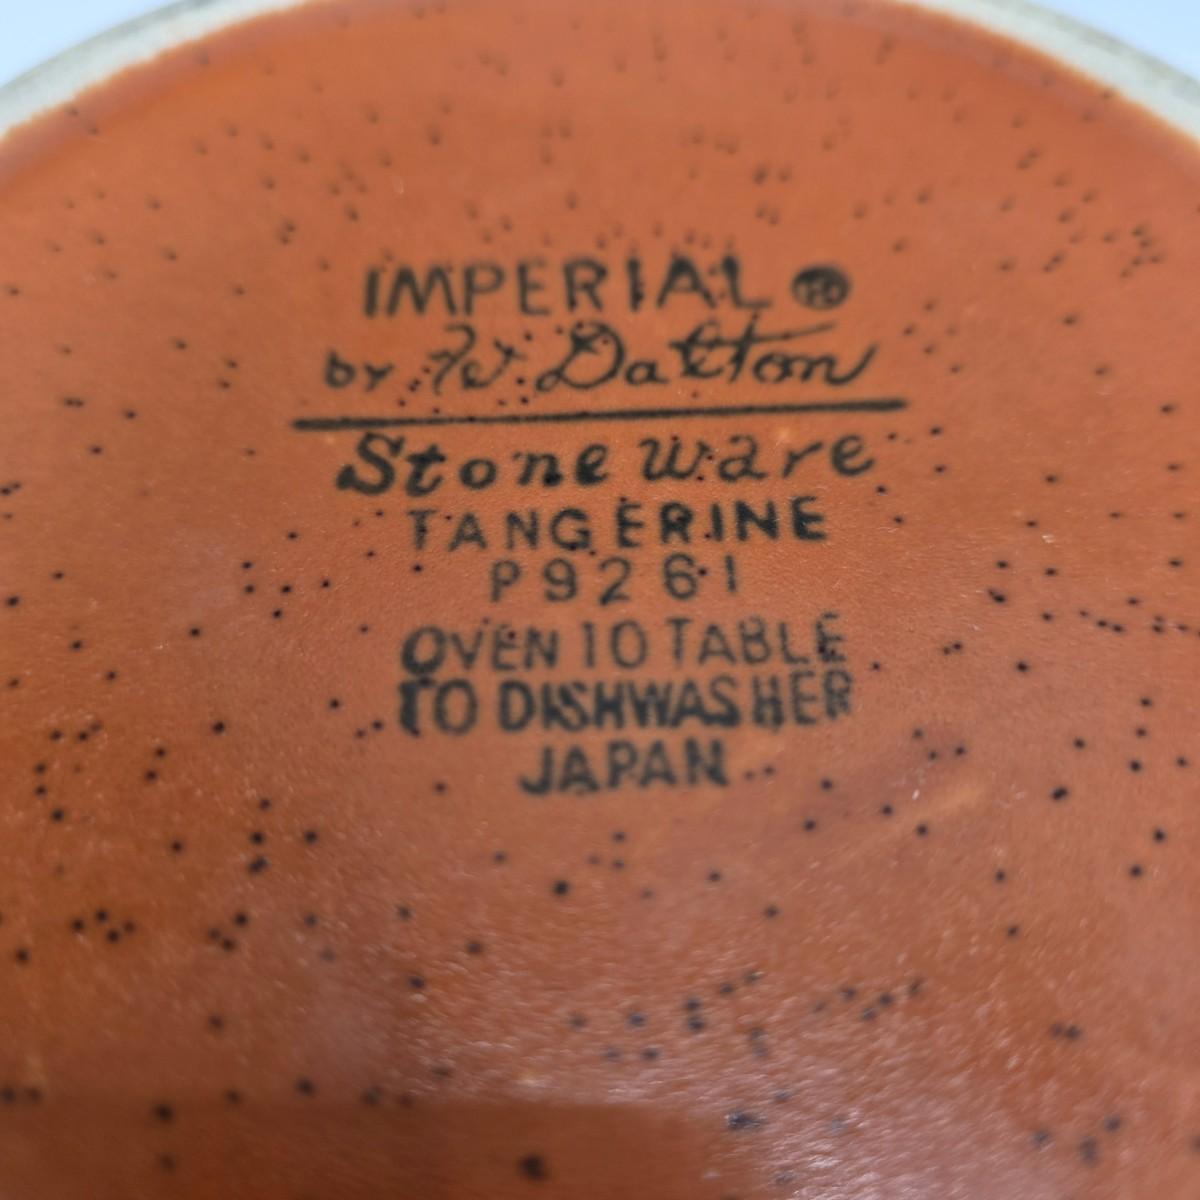 IMPERIAL ®
by W. Dalton
Stoneware
TANGERINE
P9261
OVEN TO TABLE
TO DISHWASHER
JAPAN